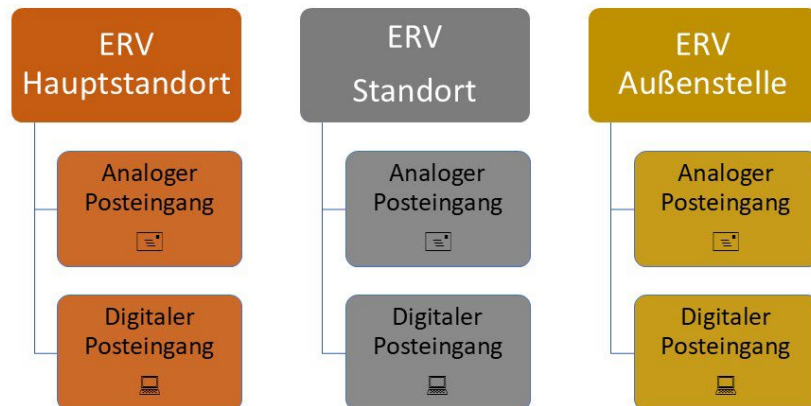 ERV
Hauptstandort
Analoger
Posteingang
Digitaler
Posteingang
ERV
Standort
Analoger
Posteingang
Digitaler
Posteingang
ERV
Außenstelle
Analoger
Posteingang
Digitaler
Posteingang